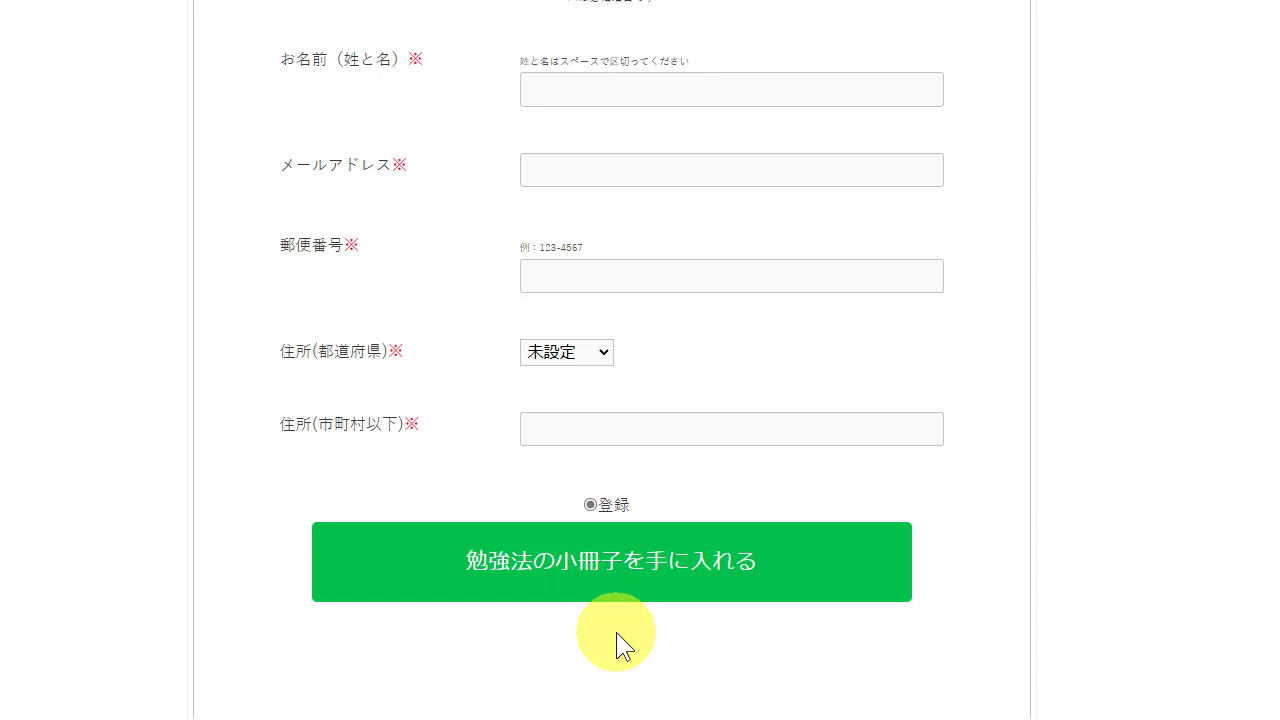 お名前（姓と名）※
姓と名はスペースで区切ってください
メールアドレス※
郵便番号※
例：123-4567
住所(都道府県)※
未設定
住所(市町村以下)※
登録
勉強法の小冊子を手に入れる